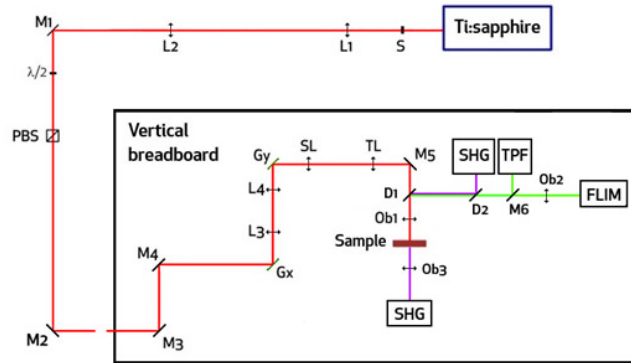 M1
L2
L1
S
Ti:sapphire
λ/2
PBS
Vertical
breadboard
SL
TL
M5
SHG
TPF
Gy
L4
D1
D2
M6
Ob2
FLIM
Ob1
L3
Sample
M4
Gx
Ob3
SHG
M2
M3